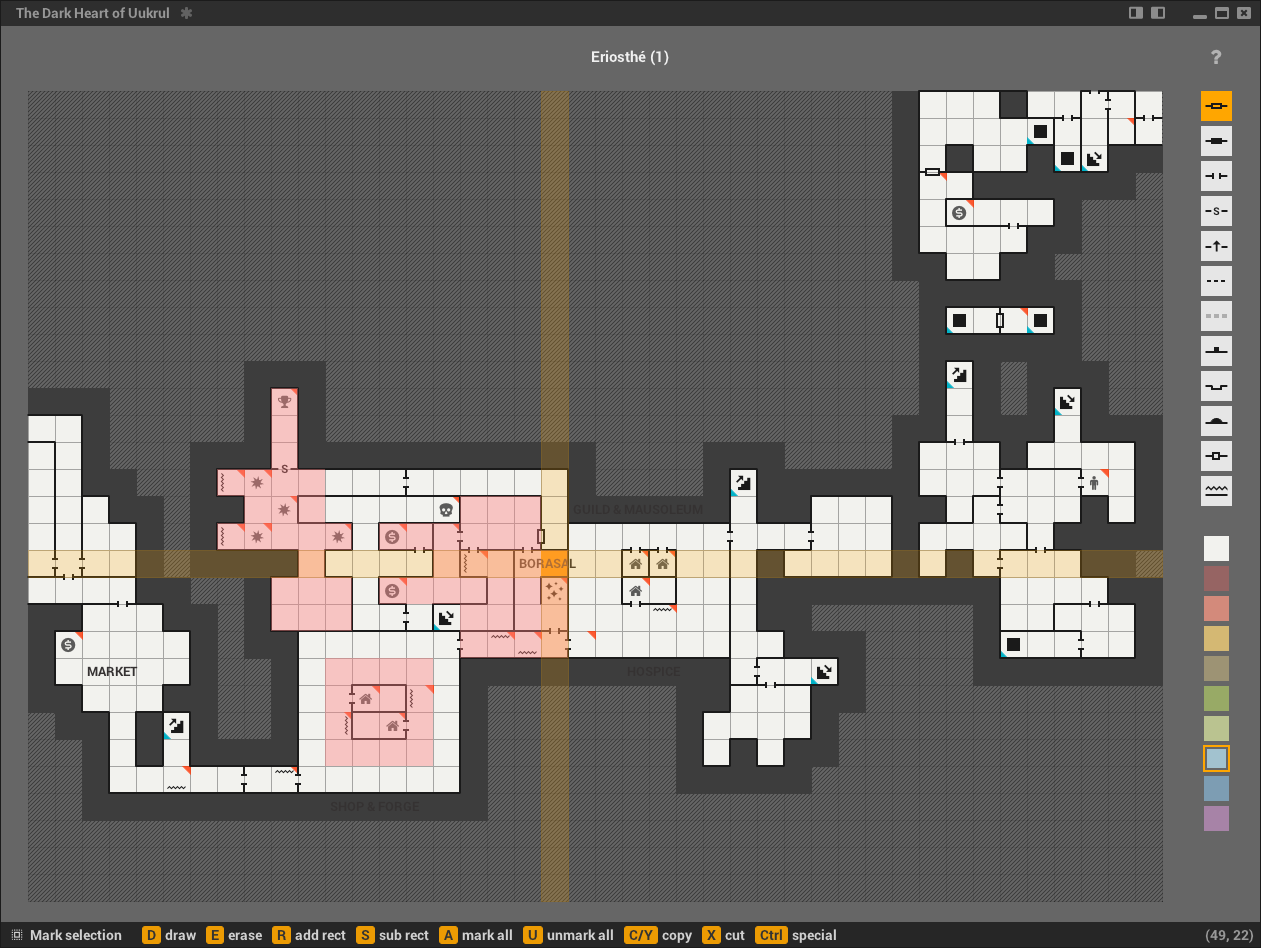 The Dark Heart of Uukrul ✱
Eriosthé (1)
?
S
S
GUILD & MAUSOLEUM
BORASAL
MARKET
HOSPICE
SHOP & FORGE
Mark selection D draw E erase R add rect S sub rect A mark all U unmark all C/Y copy X cut Ctrl special (49, 22)